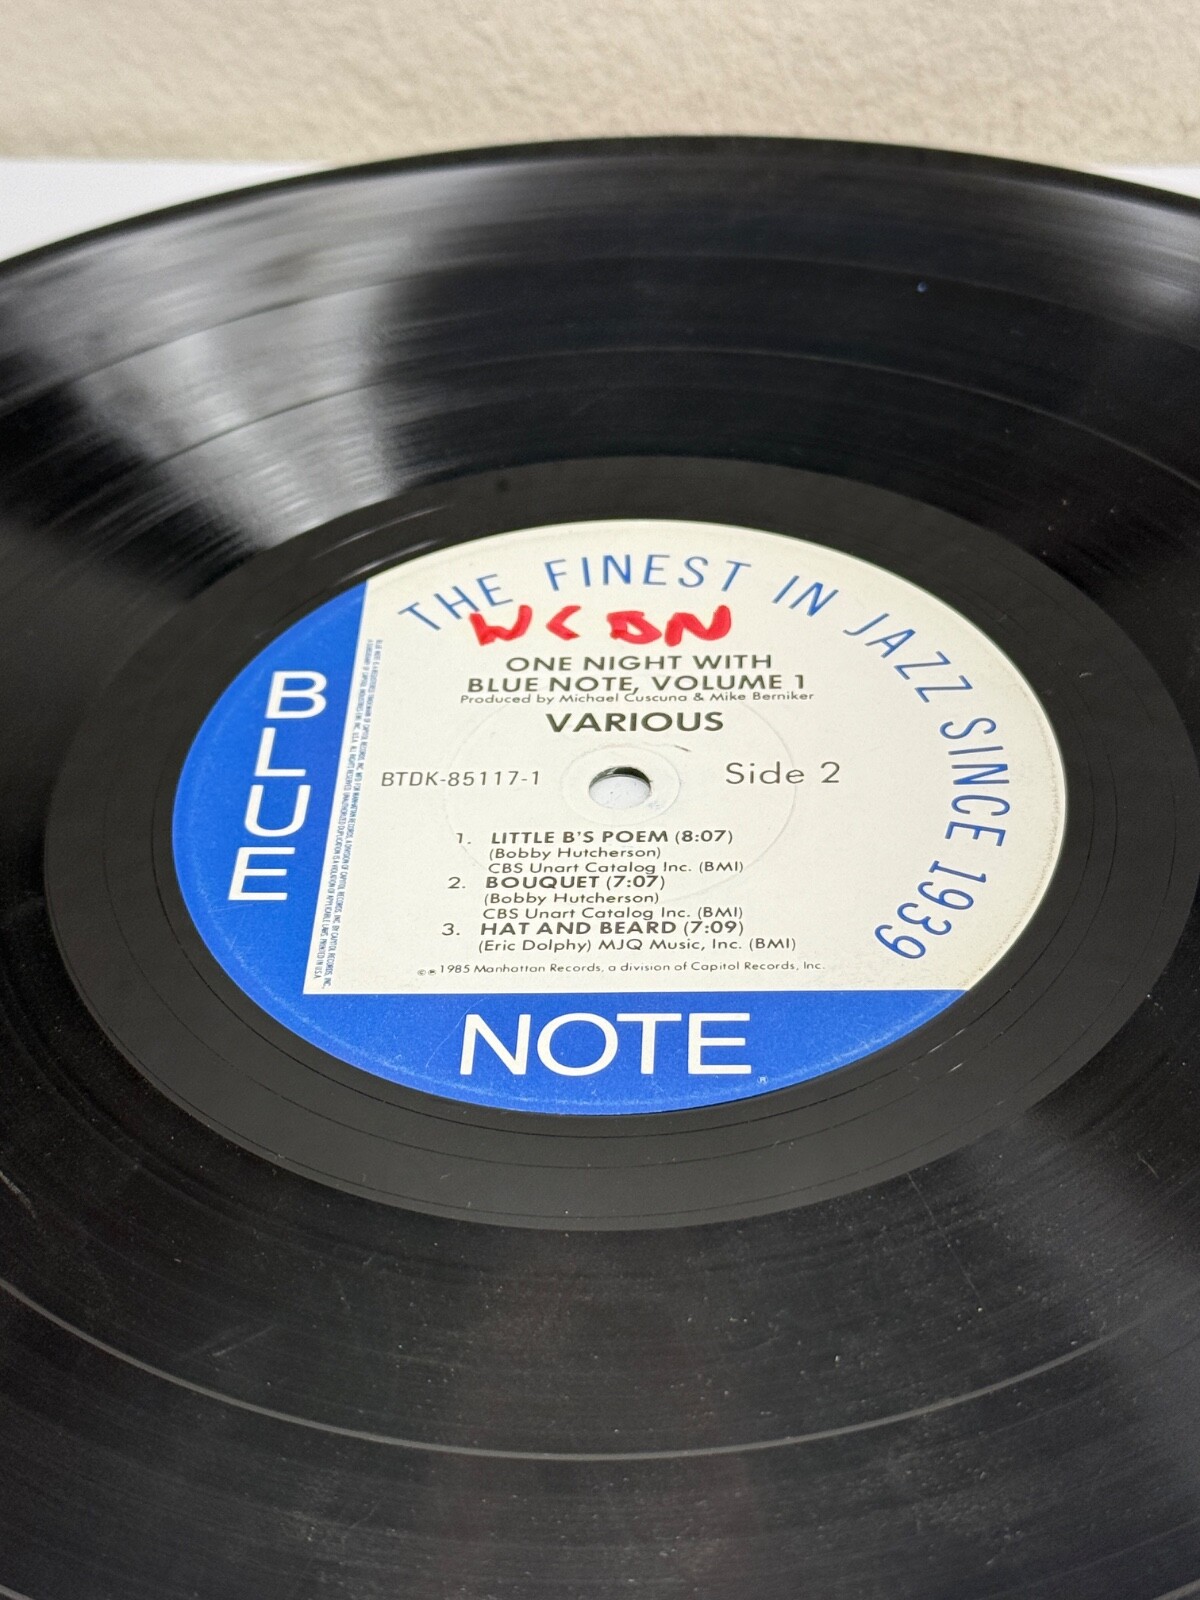 THE FINEST IN JAZZ SINCE 1939
WCBN
ONE NIGHT WITH
BLUE NOTE, VOLUME 1
Produced by Michael Cuscuna & Mike Berniker
VARIOUS
BTDK-85117-1
Side 2
1. LITTLE B'S POEM (8:07)
(Bobby Hutcherson)
CBS Unart Catalog Inc. (BMI)
2. BOUQUET (7:07)
(Bobby Hutcherson)
CBS Unart Catalog Inc. (BMI)
3. HAT AND BEARD (7:09)
(Eric Dolphy) MJQ Music, Inc. (BMI)
©℗1985 Manhattan Records, a division of Capitol Records, Inc.
BLUE
NOTE®